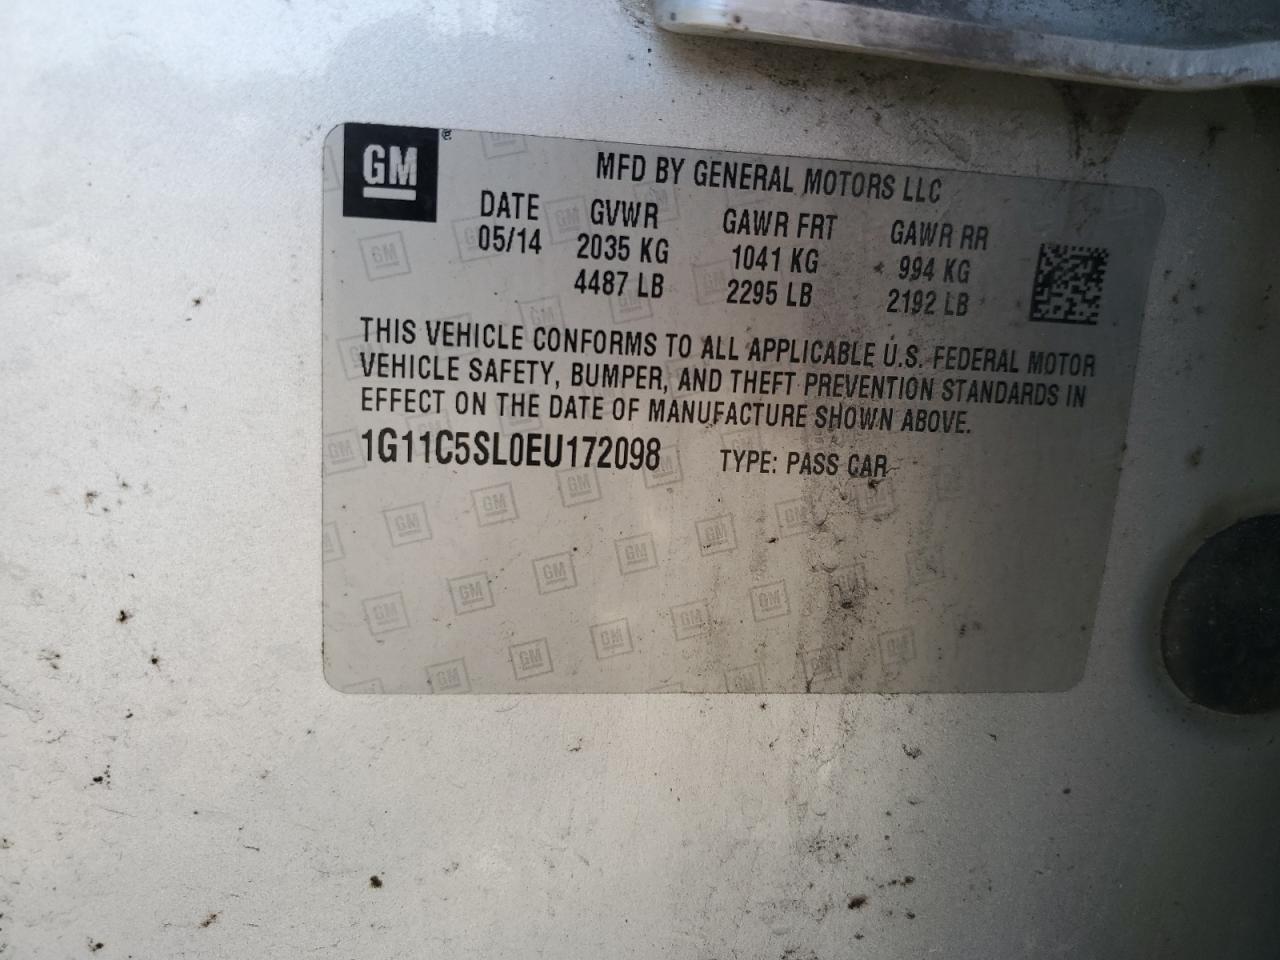 GM
MFD BY GENERAL MOTORS LLC
DATE GVWR GAWR FRT GAWR RR
05/14 2035 KG 1041 KG 994 KG
4487 LB 2295 LB 2192 LB
THIS VEHICLE CONFORMS TO ALL APPLICABLE U.S. FEDERAL MOTOR
VEHICLE SAFETY, BUMPER, AND THEFT PREVENTION STANDARDS IN
EFFECT ON THE DATE OF MANUFACTURE SHOWN ABOVE.
1G11C5SL0EU172098 TYPE: PASS CAR